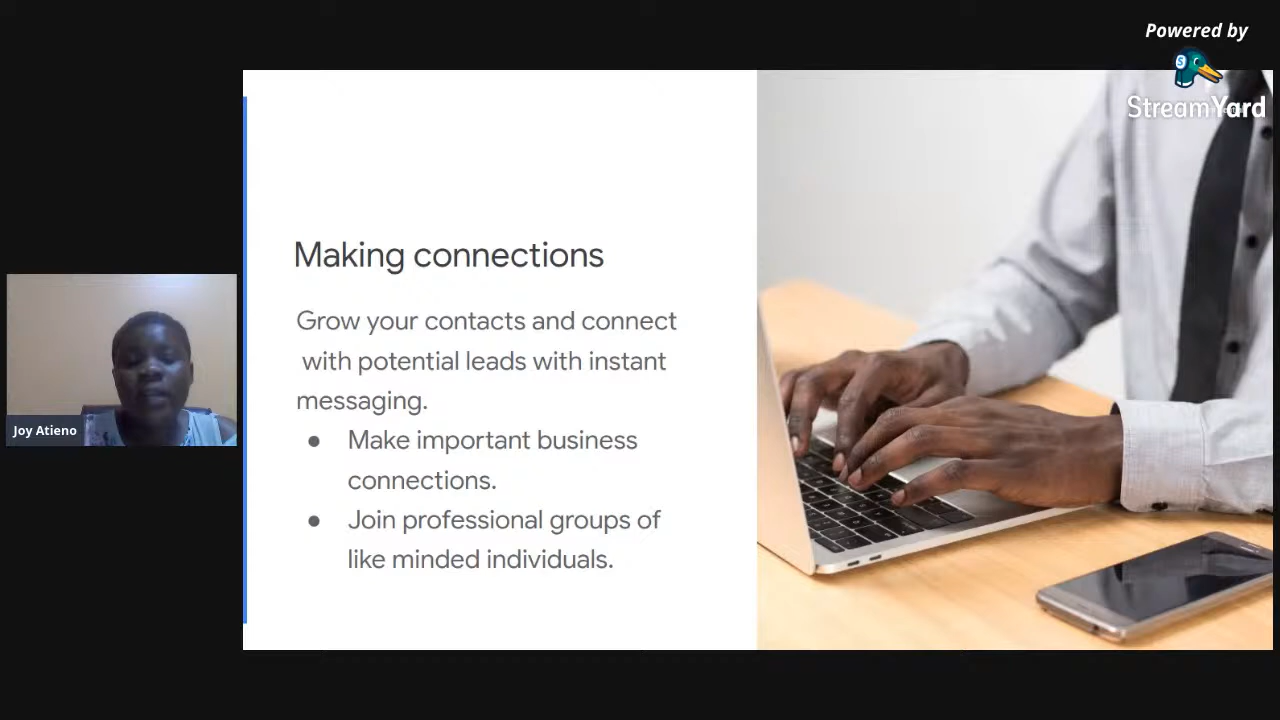 Powered by
StreamYard
Making connections
Grow your contacts and connect
with potential leads with instant
messaging.
● Make important business
connections.
● Join professional groups of
like minded individuals.
Joy Atieno